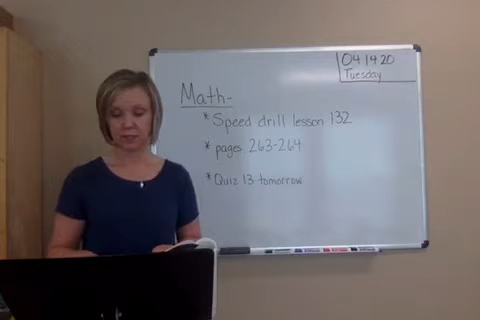 04 14 20
Tuesday
Math-
* Speed drill lesson 132
* pages 263-264
* Quiz 13 tomorrow